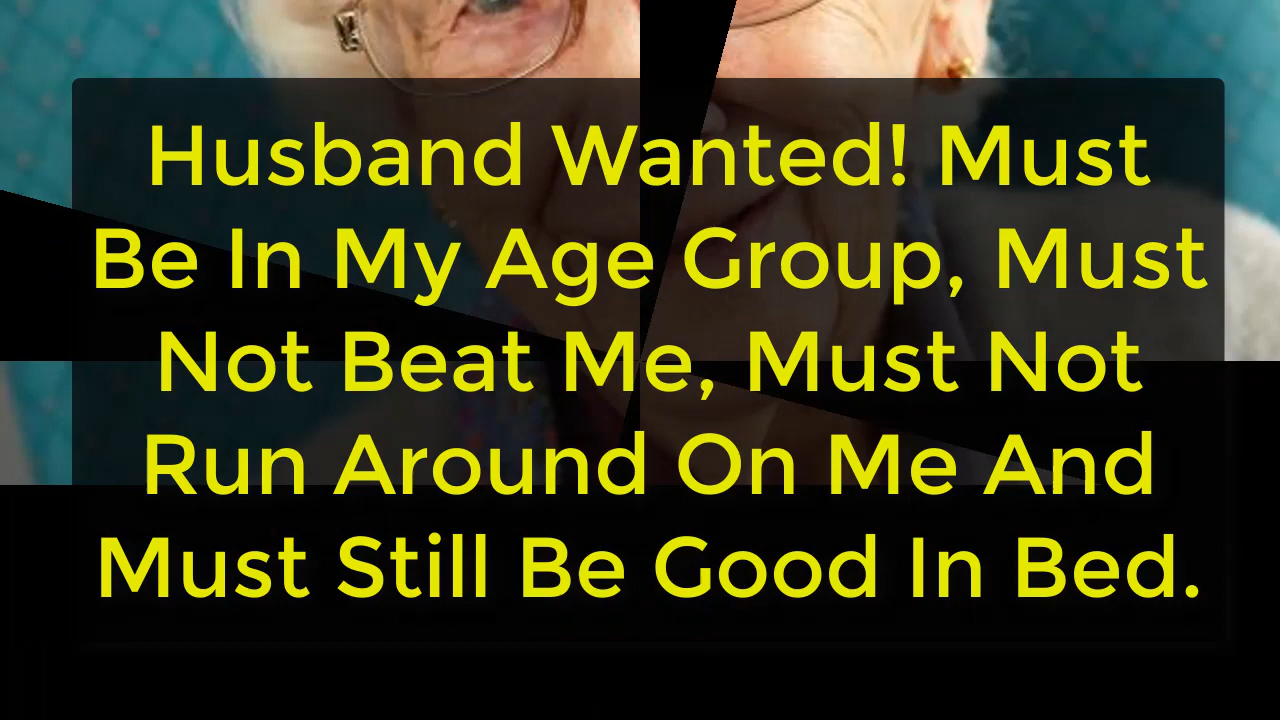 Husband Wanted! Must
Be In My Age Group, Must
Not Beat Me, Must Not
Run Around On Me And
Must Still Be Good In Bed.